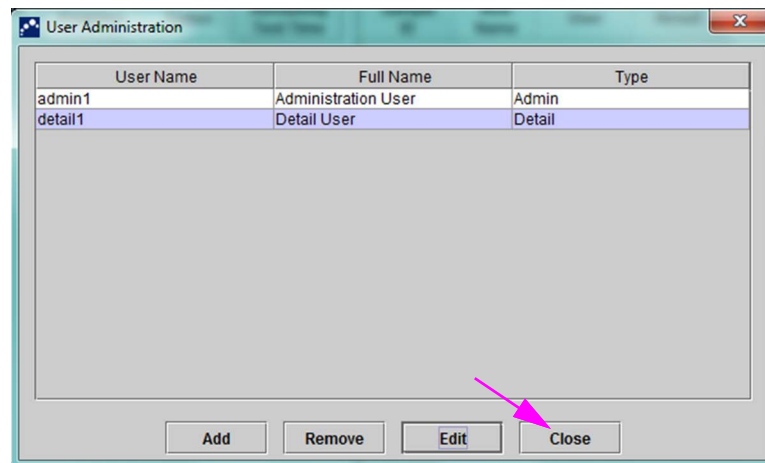 User Administration
User Name Full Name Type
admin1 Administration User Admin
detail1 Detail User Detail
Add Remove Edit Close